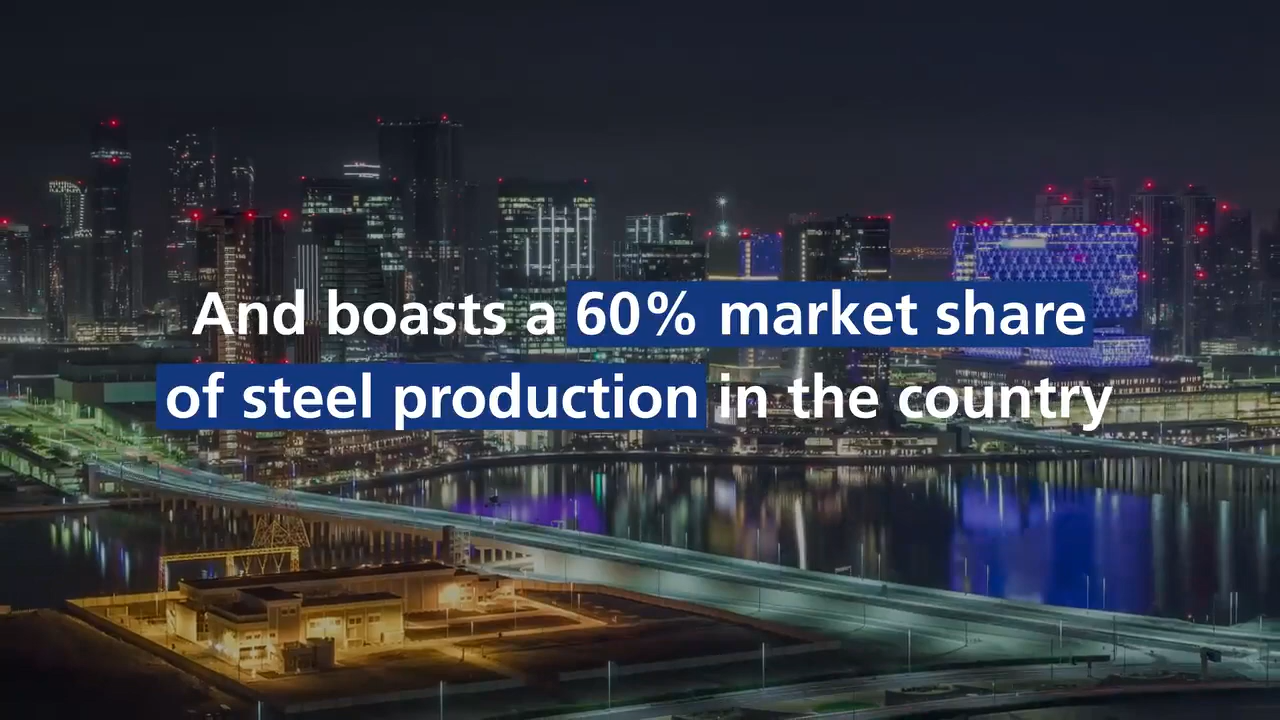 And boasts a 60% market share
of steel production in the country